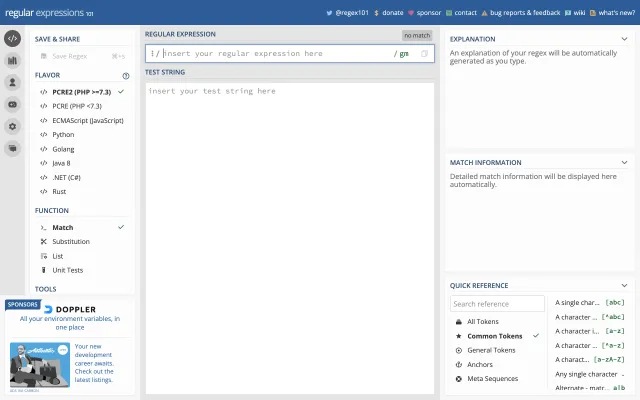 regular expressions 101
@regex101
donate
sponsor
contact
bug reports & feedback
wiki
what's new?
SAVE & SHARE
Save Regex
⌘+s
FLAVOR
PCRE2 (PHP >=7.3)
PCRE (PHP <7.3)
ECMAScript (JavaScript)
Python
Golang
Java 8
.NET (C#)
Rust
FUNCTION
Match
Substitution
List
Unit Tests
TOOLS
SPONSORS
DOPPLER
All your environment variables, in
one place
Your new
development
career awaits.
Check out the
latest listings.
REGULAR EXPRESSION
no match
/ insert your regular expression here
/ gm
TEST STRING
insert your test string here
EXPLANATION
An explanation of your regex will be automatically
generated as you type.
MATCH INFORMATION
Detailed match information will be displayed here
automatically.
QUICK REFERENCE
Search reference
All Tokens
Common Tokens
General Tokens
Anchors
Meta Sequences
A single char... [abc]
A character ... [^abc]
A character i... [a-z]
A character ... [^a-z]
A charact... [a-zA-Z]
Any single character .
Alternate - matc... a|b